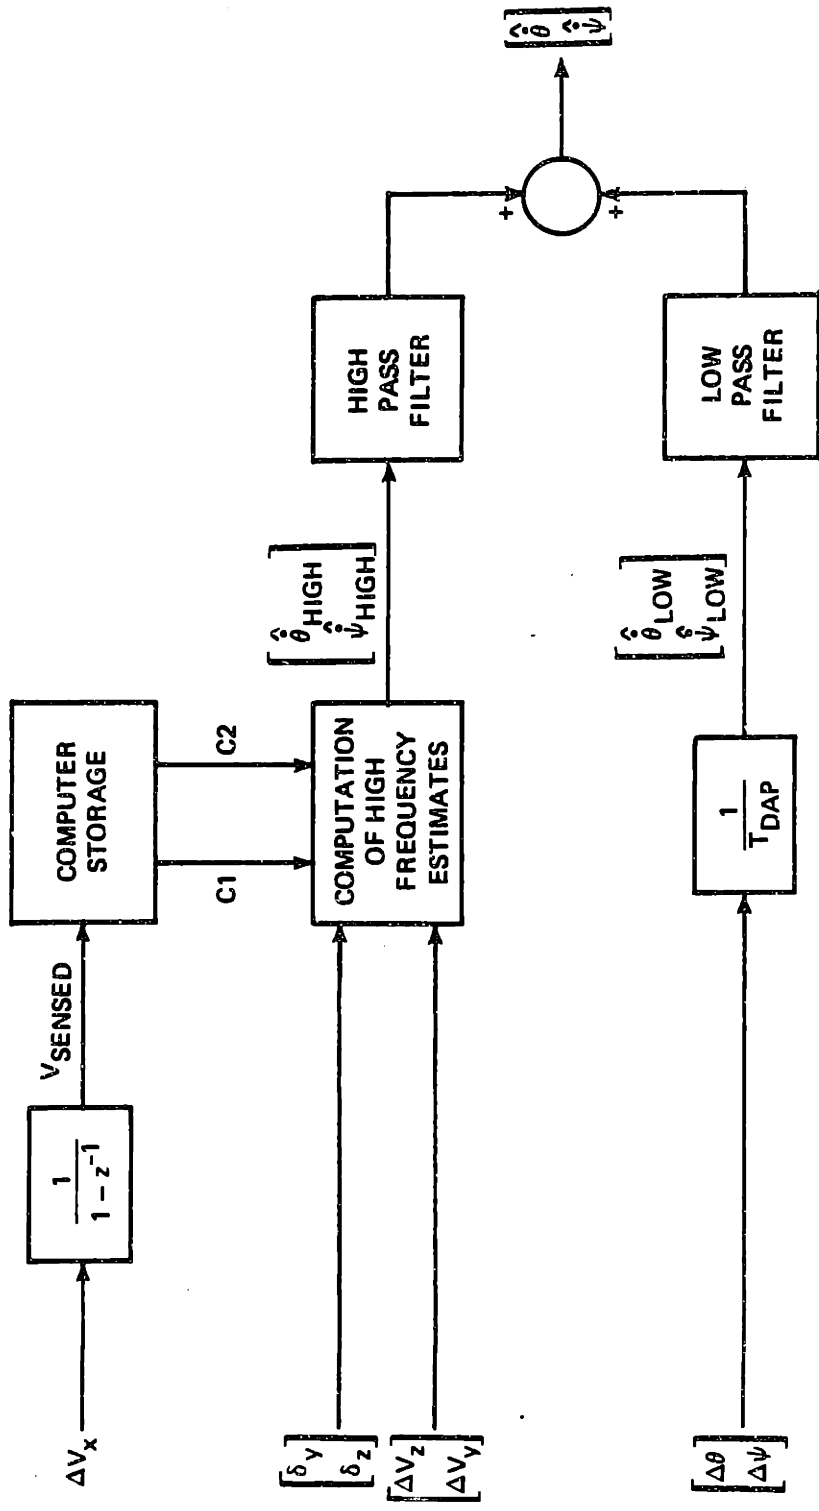 ΔV_x
1
1 − z^-1
V_SENSED
COMPUTER
STORAGE
C1
C2
[δ_y
δ_z]
[ΔV_z
ΔV_y]
COMPUTATION
OF HIGH
FREQUENCY
ESTIMATES
[θ̇̂_HIGH
ψ̇̂_HIGH]
HIGH
PASS
FILTER
+
[Δθ
Δψ]
1
T_DAP
[θ̇̂_LOW
ψ̇̂_LOW]
LOW
PASS
FILTER
+
[θ̇̂
ψ̇̂]